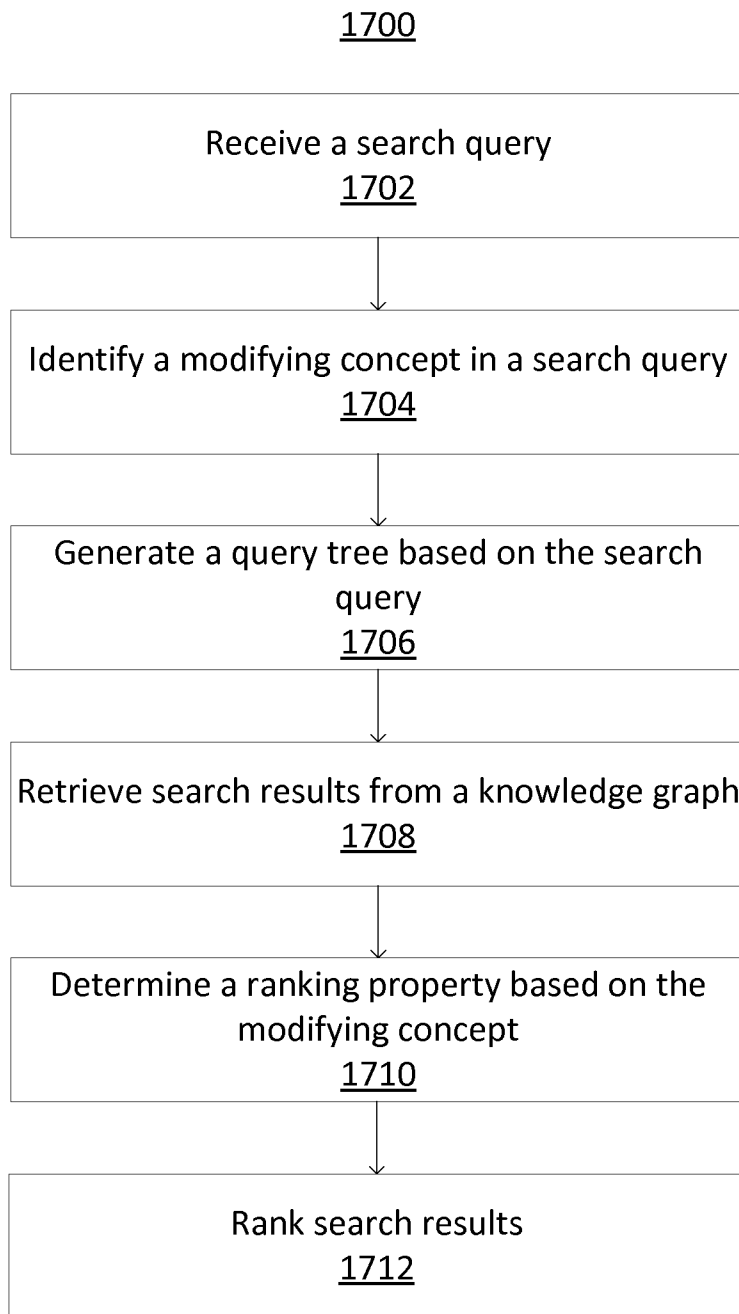 1700
Receive a search query
1702
Identify a modifying concept in a search query
1704
Generate a query tree based on the search
query
1706
Retrieve search results from a knowledge graph
1708
Determine a ranking property based on the
modifying concept
1710
Rank search results
1712